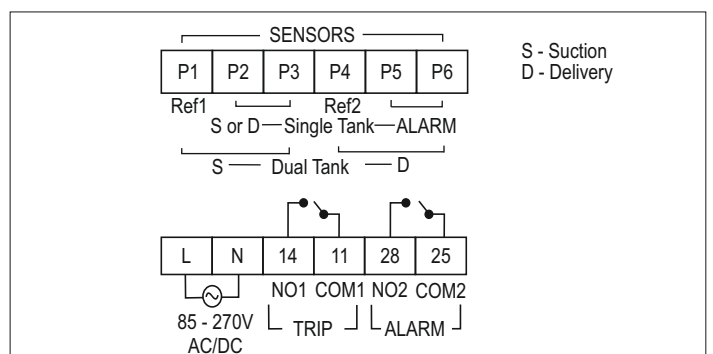 SENSORS
S - Suction
D - Delivery
P1 P2 P3 P4 P5 P6
Ref1 Ref2
S or D Single Tank ALARM
S Dual Tank D
L N 14 11 28 25
NO1 COM1 NO2 COM2
85 - 270V
AC/DC
TRIP ALARM